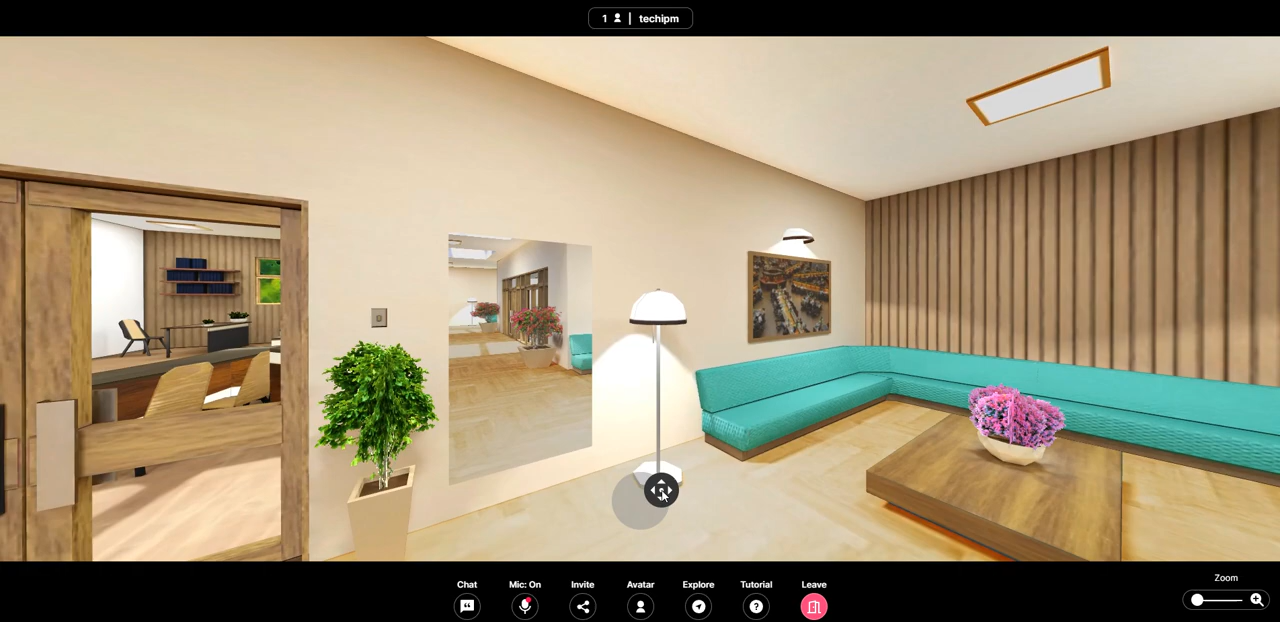 1 | techipm
Chat
Mic: On
Invite
Avatar
Explore
Tutorial
Leave
Zoom